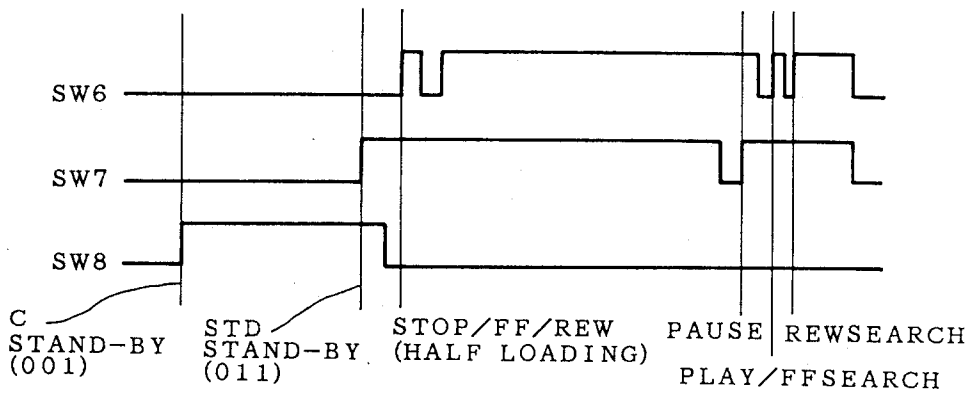 SW6
SW7
SW8
C
STAND-BY
(001)
STD
STAND-BY
(011)
STOP/FF/REW
(HALF LOADING)
PAUSE
REWSEARCH
PLAY/FFSEARCH